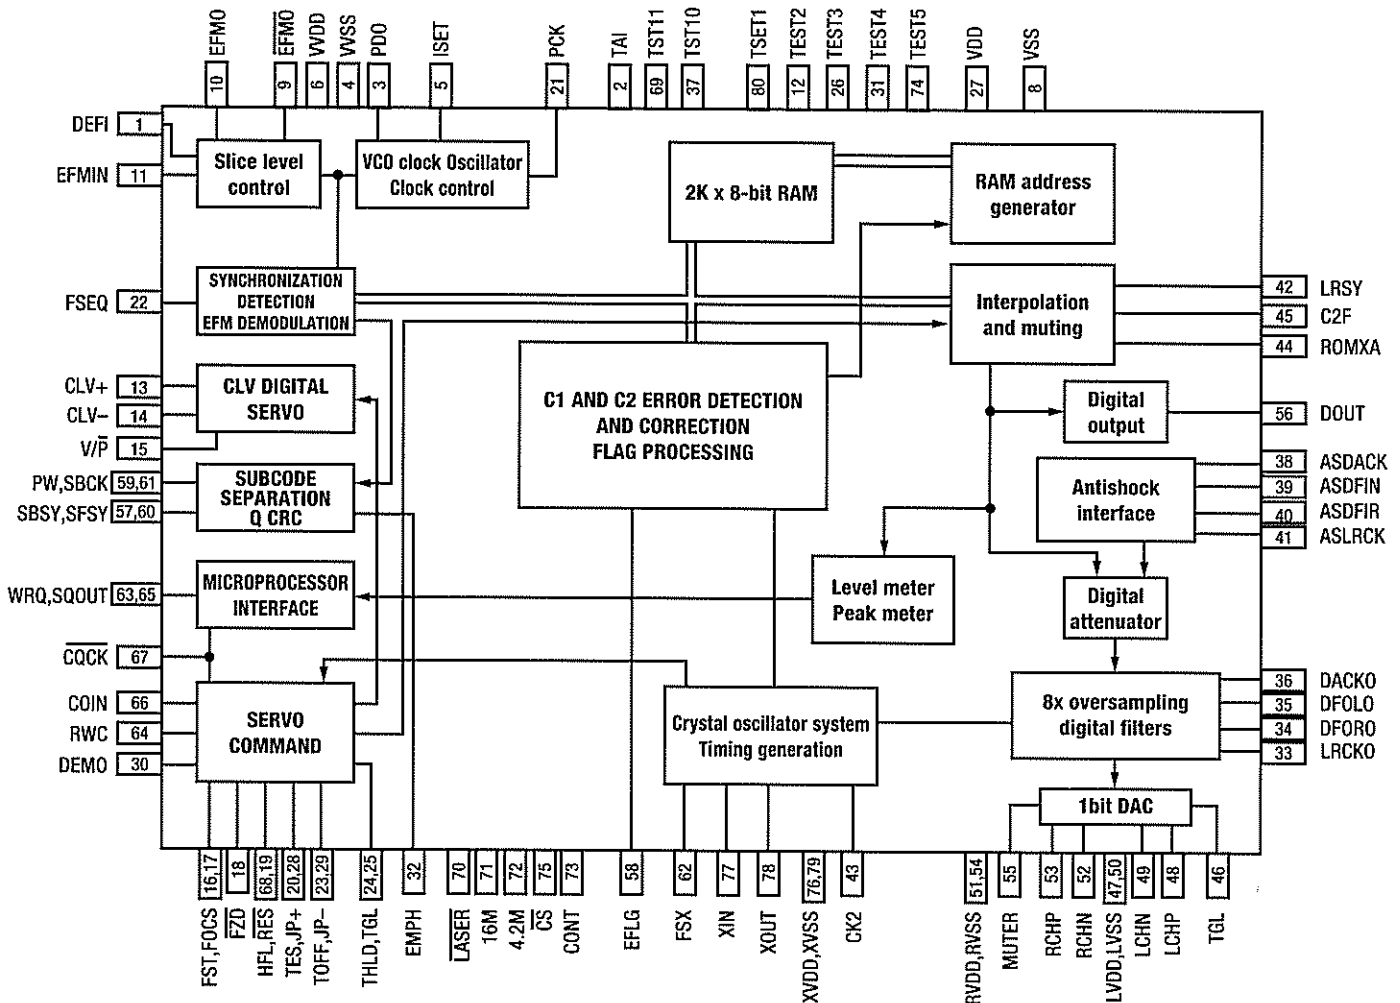 EFMO
EFMO
VVDD
VVSS
PDO
ISET
PCK
TAI
TST11
TST10
TSET1
TEST2
TEST3
TEST4
TEST5
VDD
VSS
10
9
6
4
3
5
21
2
69
37
80
12
26
31
74
27
8
DEFI 1
EFMIN 11
Slice level
control
VCO clock Oscillator
Clock control
2K x 8-bit RAM
RAM address
generator
FSEQ 22
SYNCHRONIZATION
DETECTION
EFM DEMODULATION
Interpolation
and muting
42 LRSY
45 C2F
44 ROMXA
CLV+ 13
CLV− 14
V/P 15
CLV DIGITAL
SERVO
C1 AND C2 ERROR DETECTION
AND CORRECTION
FLAG PROCESSING
Digital
output
56 DOUT
PW,SBCK 59,61
SBSY,SFSY 57,60
SUBCODE
SEPARATION
Q CRC
Antishock
interface
38 ASDACK
39 ASDFIN
40 ASDFIR
41 ASLRCK
WRQ,SQOUT 63,65
MICROPROCESSOR
INTERFACE
Level meter
Peak meter
Digital
attenuator
CQCK 67
COIN 66
RWC 64
DEMO 30
SERVO
COMMAND
Crystal oscillator system
Timing generation
8x oversampling
digital filters
36 DACKO
35 DFOLO
34 DFORO
33 LRCKO
1bit DAC
16,17
18
68,19
20,28
23,29
24,25
32
70
71
72
75
73
58
62
77
78
76,79
43
51,54
55
53
52
47,50
49
48
46
FST,FOCS
FZD
HFL,RES
TES,JP+
TOFF,JP−
THLD,TGL
EMPH
LASER
16M
4.2M
CS
CONT
EFLG
FSX
XIN
XOUT
XVDD,XVSS
CK2
RVDD,RVSS
MUTER
RCHP
RCHN
LVDD,LVSS
LCHN
LCHP
TGL